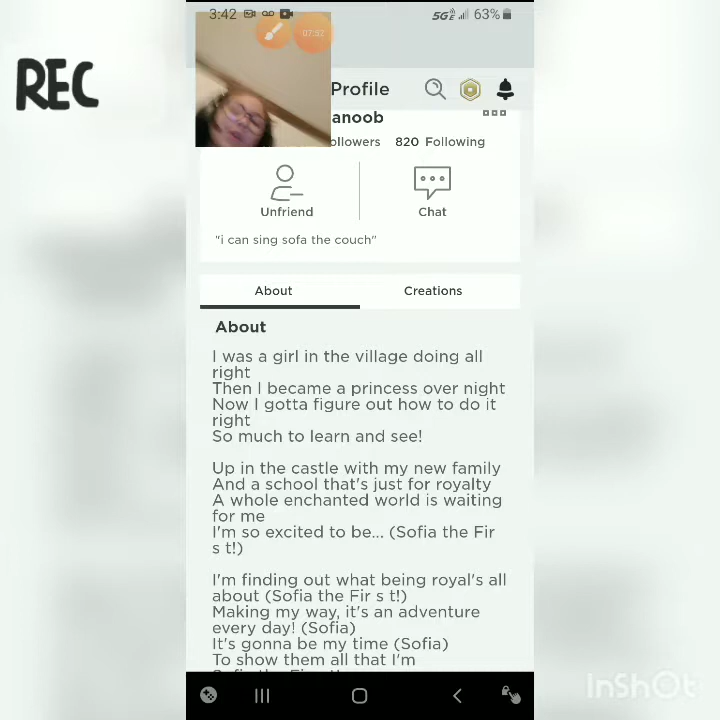 REC
3:42
5GE 63%
07:37
Profile
anoob
ollowers 820 Following
Unfriend
Chat
"i can sing sofa the couch"
About
Creations
About
I was a girl in the village doing all
right
Then I became a princess over night
Now I gotta figure out how to do it
right
So much to learn and see!
Up in the castle with my new family
And a school that's just for royalty
A whole enchanted world is waiting
for me
I'm so excited to be... (Sofia the Fir
s t!)
I'm finding out what being royal's all
about (Sofia the Fir s t!)
Making my way, it's an adventure
every day! (Sofia)
It's gonna be my time (Sofia)
To show them all that I'm
InShOt